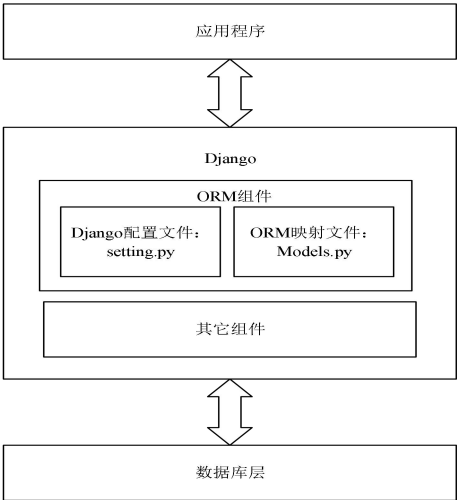 应用程序
Django
ORM组件
Django配置文件：
setting.py
ORM映射文件：
Models.py
其它组件
数据库层